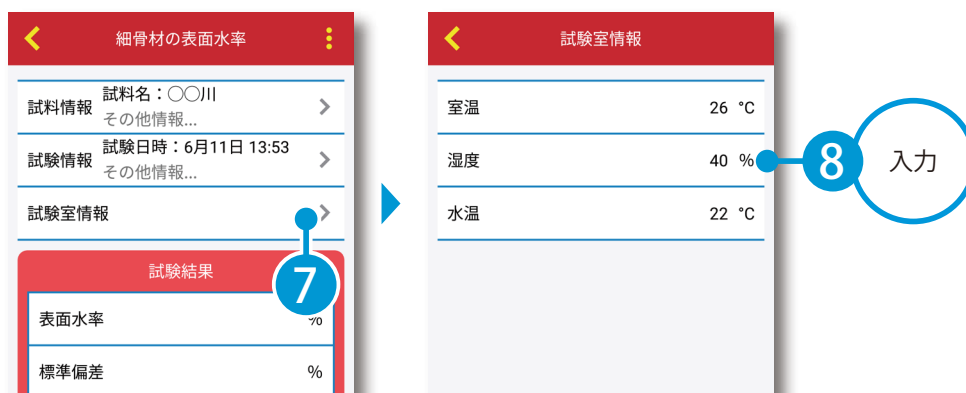 細骨材の表面水率
試料情報 試料名：○○川
その他情報...
試験情報 試験日時：6月11日 13:53
その他情報...
試験室情報
7
試験結果
表面水率 %
標準偏差 %
試験室情報
室温 26 °C
湿度 40 %
水温 22 °C
8 入力